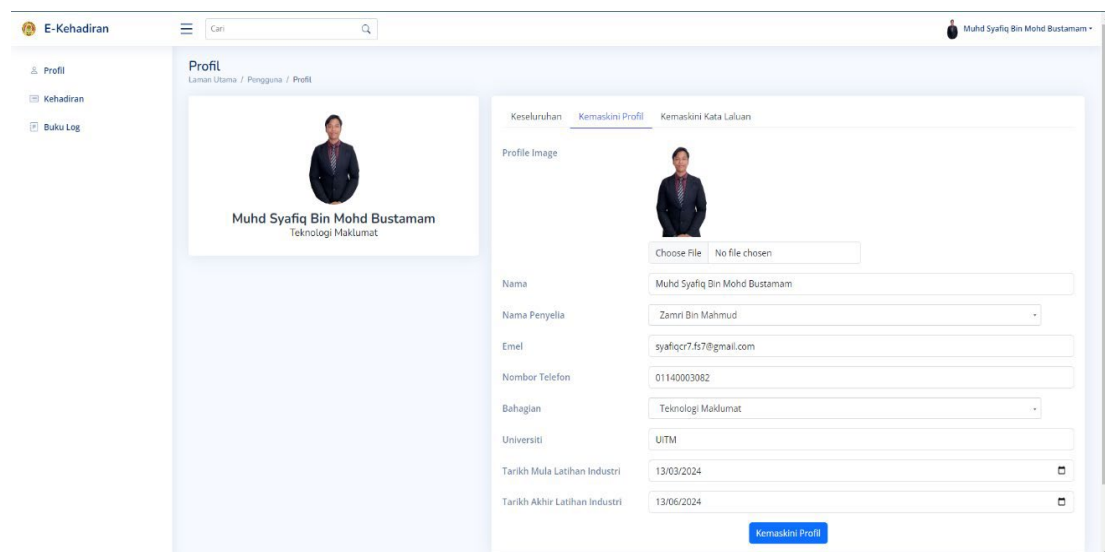 E-Kehadiran
Cari
Muhd Syafiq Bin Mohd Bustamam
Profil
Kehadiran
Buku Log
Profil
Laman Utama / Pengguna / Profil
Muhd Syafiq Bin Mohd Bustamam
Teknologi Maklumat
Keseluruhan Kemaskini Profil Kemaskini Kata Laluan
Profile Image
Choose File No file chosen
Nama Muhd Syafiq Bin Mohd Bustamam
Nama Penyelia Zamri Bin Mahmud
Emel syafiqcr7.fs7@gmail.com
Nombor Telefon 01140003082
Bahagian Teknologi Maklumat
Universiti UiTM
Tarikh Mula Latihan Industri 13/03/2024
Tarikh Akhir Latihan Industri 13/06/2024
Kemaskini Profil